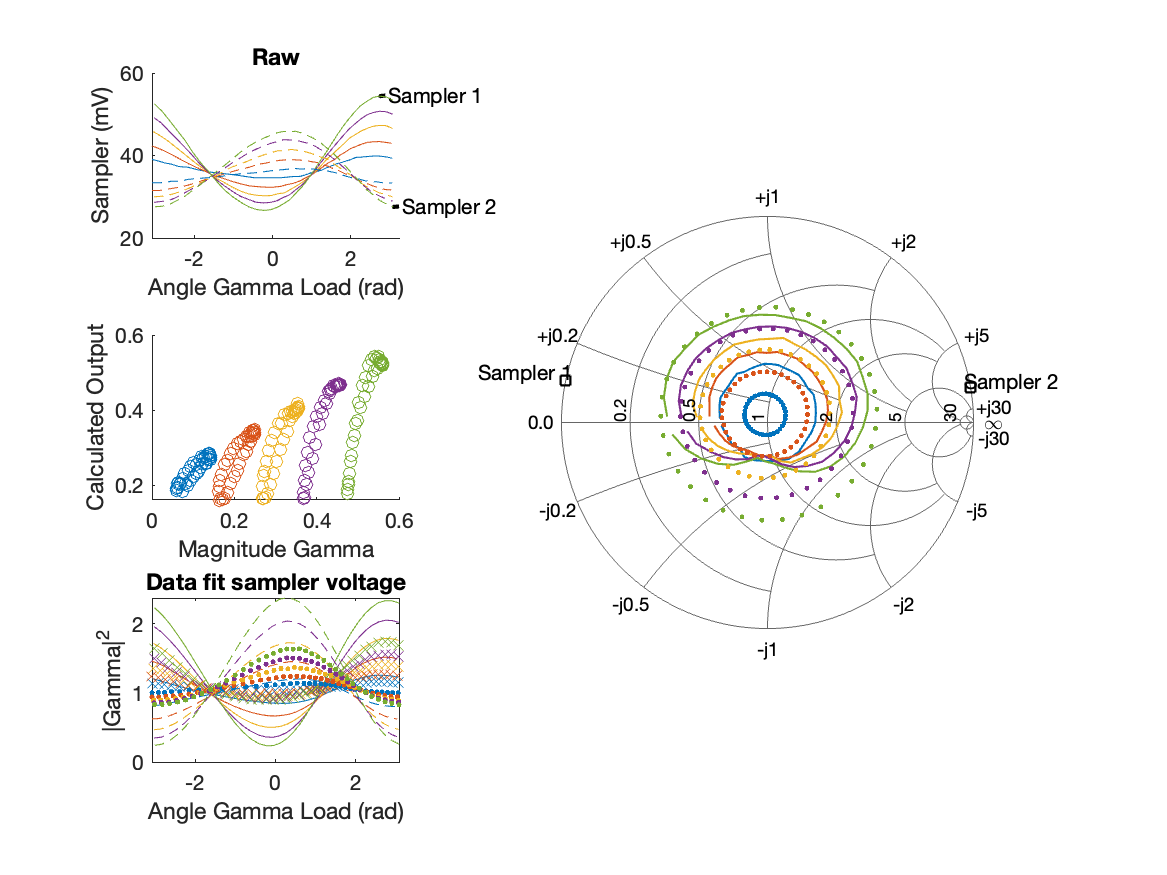 Raw
60
40
20
Sampler (mV)
-2
0
2
Angle Gamma Load (rad)
Sampler 1
Sampler 2
0.6
0.4
0.2
Calculated Output
0
0.2
0.4
0.6
Magnitude Gamma
Data fit sampler voltage
2
1
0
|Gamma|2
-2
0
2
Angle Gamma Load (rad)
+j1
+j0.5
+j2
+j0.2
+j5
Sampler 1
Sampler 2
+j30
0.0
0.2
0.5
1
2
5
30
∞
-j30
-j0.2
-j5
-j0.5
-j2
-j1